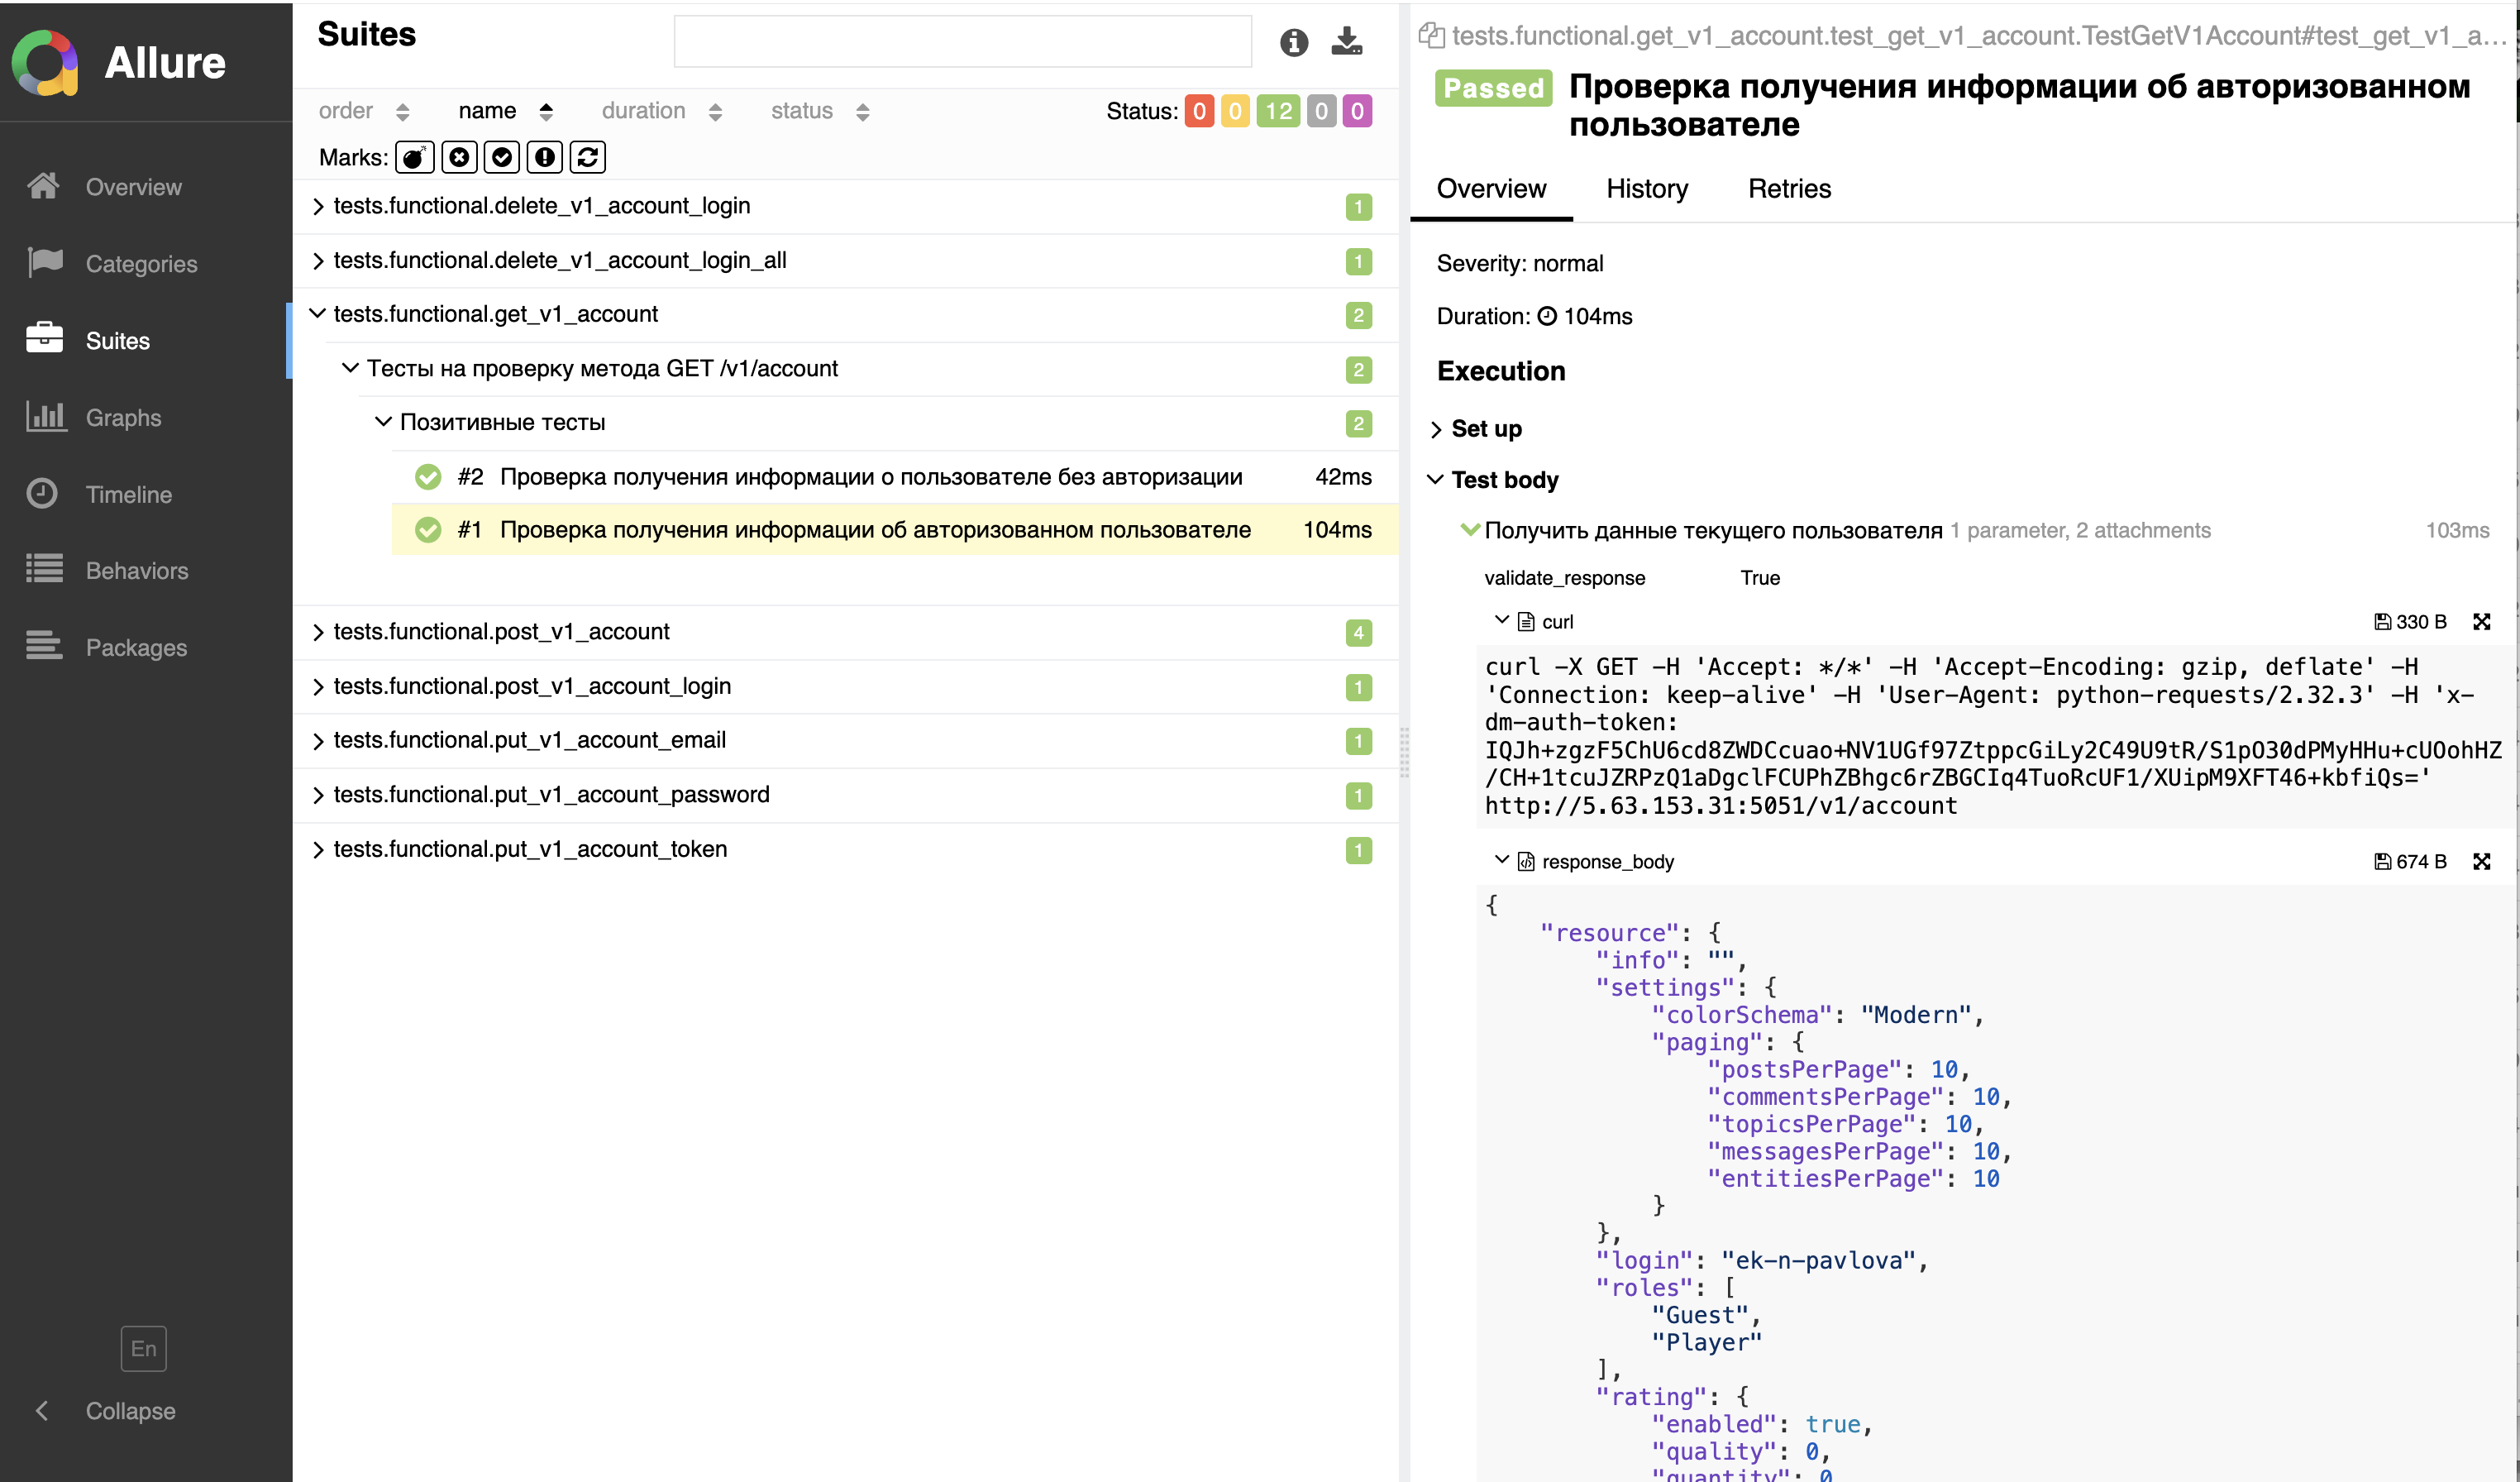 Allure
Overview
Categories
Suites
Graphs
Timeline
Behaviors
Packages
En
Collapse
Suites
order name duration status
Status: 0 0 12 0 0
Marks:
tests.functional.delete_v1_account_login 1
tests.functional.delete_v1_account_login_all 1
tests.functional.get_v1_account 2
Тесты на проверку метода GET /v1/account 2
Позитивные тесты 2
#2 Проверка получения информации о пользователе без авторизации 42ms
#1 Проверка получения информации об авторизованном пользователе 104ms
tests.functional.post_v1_account 4
tests.functional.post_v1_account_login 1
tests.functional.put_v1_account_email 1
tests.functional.put_v1_account_password 1
tests.functional.put_v1_account_token 1
tests.functional.get_v1_account.test_get_v1_account.TestGetV1Account#test_get_v1_a...
Passed Проверка получения информации об авторизованном
пользователе
Overview History Retries
Severity: normal
Duration: 104ms
Execution
Set up
Test body
Получить данные текущего пользователя 1 parameter, 2 attachments 103ms
validate_response True
curl 330 B
curl -X GET -H 'Accept: */*' -H 'Accept-Encoding: gzip, deflate' -H
'Connection: keep-alive' -H 'User-Agent: python-requests/2.32.3' -H 'x-
dm-auth-token:
IQJh+zgzF5ChU6cd8ZWDCcuao+NV1UGf97ZtppcGiLy2C49U9tR/S1pO30dPMyHHu+cUOohHZ
/CH+1tcuJZRPzQ1aDgclFCUPhZBhgc6rZBGCIq4TuoRcUF1/XUipM9XFT46+kbfiQs='
http://5.63.153.31:5051/v1/account
response_body 674 B
{
"resource": {
"info": "",
"settings": {
"colorSchema": "Modern",
"paging": {
"postsPerPage": 10,
"commentsPerPage": 10,
"topicsPerPage": 10,
"messagesPerPage": 10,
"entitiesPerPage": 10
}
},
"login": "ek-n-pavlova",
"roles": [
"Guest",
"Player"
],
"rating": {
"enabled": true,
"quality": 0,
"quantity": 0